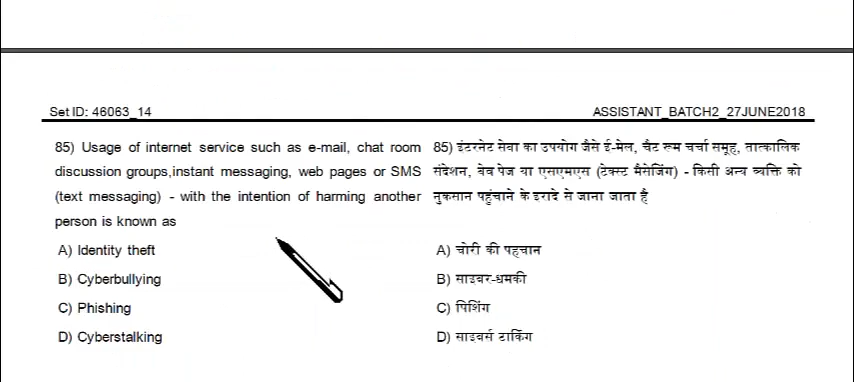 Set ID: 46063_14
ASSISTANT_BATCH2_27JUNE2018
85) Usage of internet service such as e-mail, chat room
discussion groups,instant messaging, web pages or SMS
(text messaging) - with the intention of harming another
person is known as
A) Identity theft
B) Cyberbullying
C) Phishing
D) Cyberstalking
85) इंटरनेट सेवा का उपयोग जैसे ई-मेल, चैट रूम चर्चा समूह, तात्कालिक
संदेशन, वेब पेज या एसएमएस (टेक्स्ट मैसेजिंग) - किसी अन्य व्यक्ति को
नुकसान पहुंचाने के इरादे से जाना जाता है
A) चोरी की पहचान
B) साइबर-धमकी
C) पिशिंग
D) साइबर्स टाकिंग